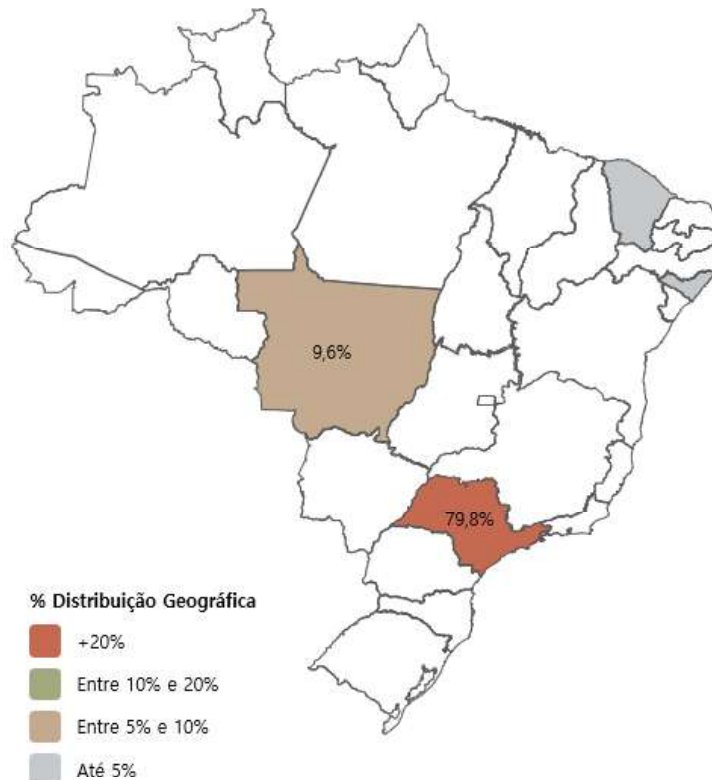 9,6%
79,8%
% Distribuição Geográfica
+20%
Entre 10% e 20%
Entre 5% e 10%
Até 5%